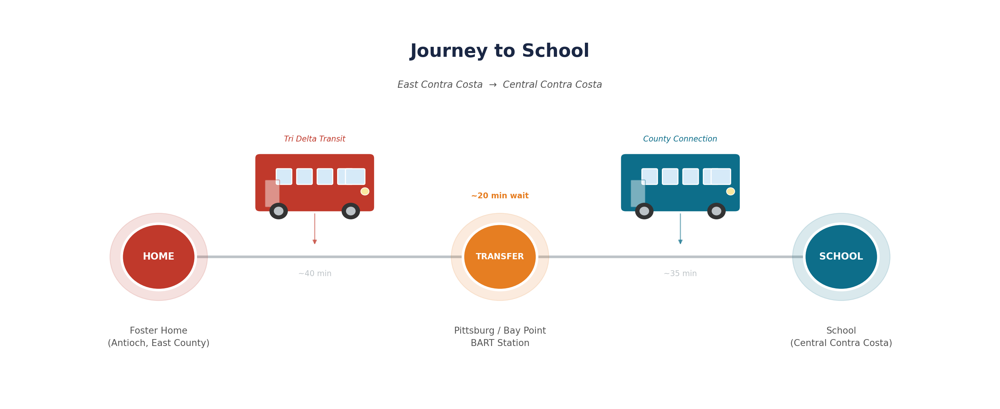 Journey to School
East Contra Costa → Central Contra Costa
Tri Delta Transit
County Connection
~20 min wait
HOME
TRANSFER
SCHOOL
~40 min
~35 min
Foster Home
(Antioch, East County)
Pittsburg / Bay Point
BART Station
School
(Central Contra Costa)